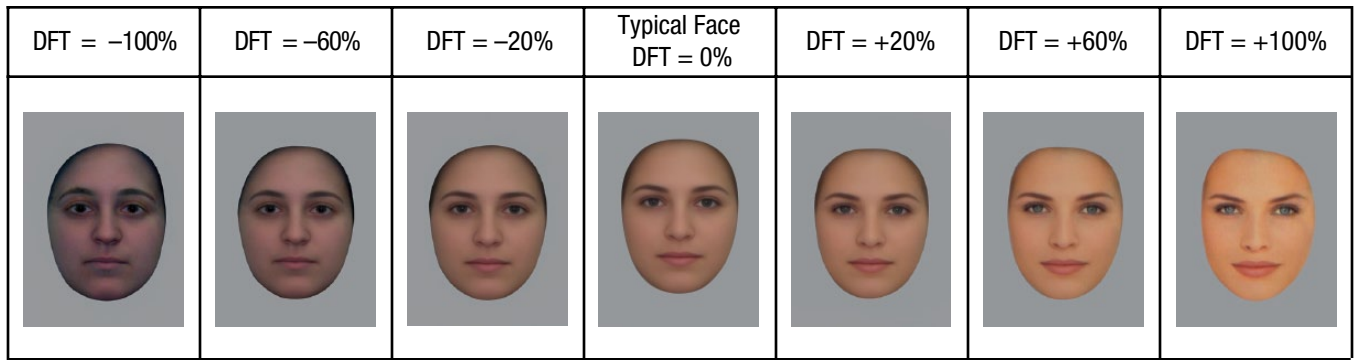 DFT = –100%
DFT = –60%
DFT = –20%
Typical Face
DFT = 0%
DFT = +20%
DFT = +60%
DFT = +100%